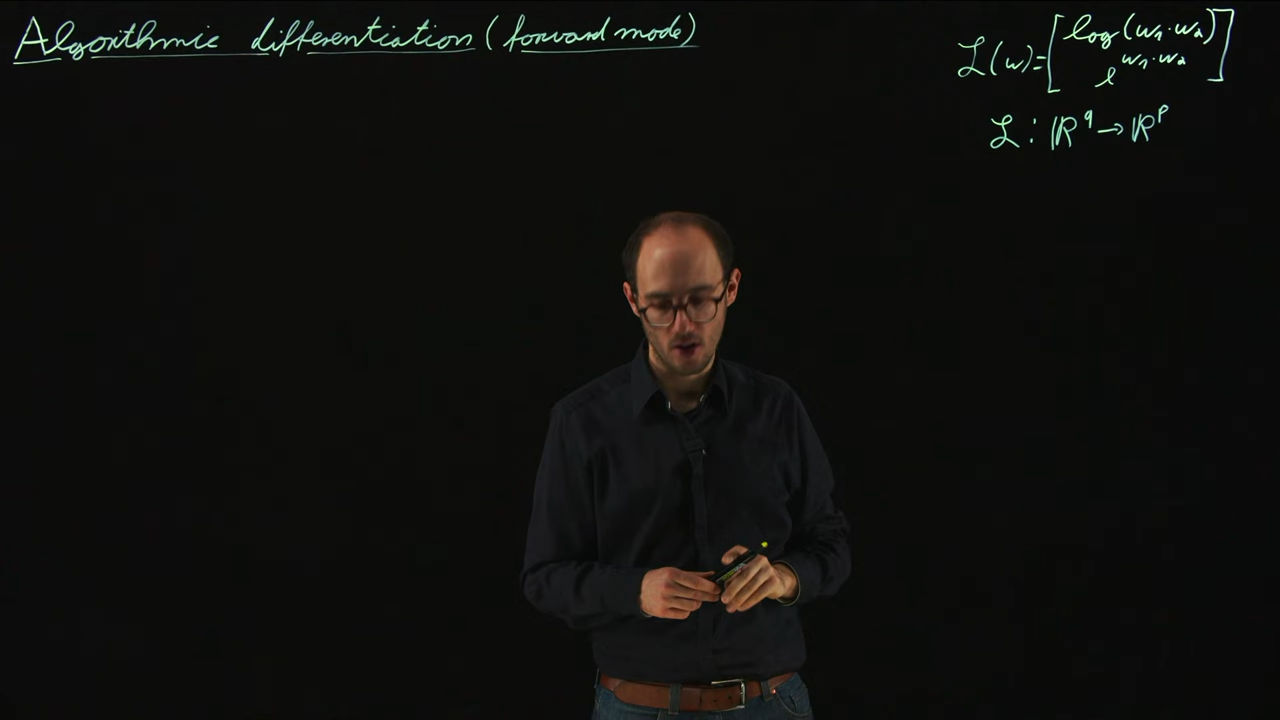 Algorithmic differentiation (forward mode)
L(w) = [ log(w₁·w₂)
e^{w₁·w₂} ]
L : ℝ^q → ℝ^p